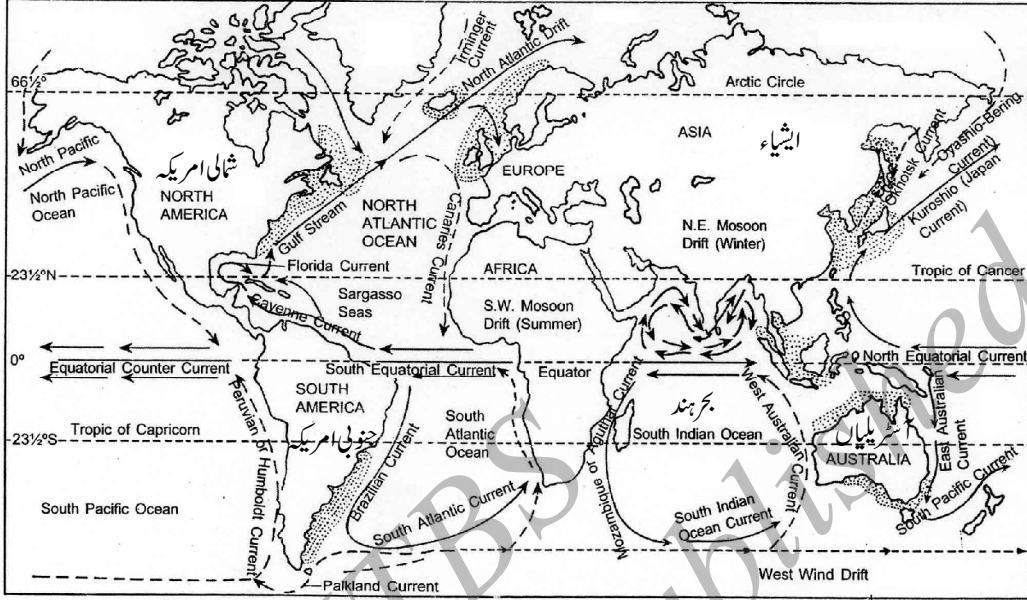 Irminger
Current
North Atlantic Drift
66½°
Arctic Circle
ASIA
ایشیاء
Okhotsk Current
Oyashio-Bering
Current)
Kuroshio (Japan
Current)
North Pacific
North Pacific
Ocean
شمالی امریکہ
NORTH
AMERICA
EUROPE
NORTH
ATLANTIC
OCEAN
Gulf Stream
Canaries Current
N.E. Mosoon
Drift (Winter)
23½°N
Florida Current
AFRICA
Tropic of Cancer
Sargasso
Seas
Cayenne Current
S.W. Mosoon
Drift (Summer)
0°
Equatorial Counter Current
South Equatorial Current
Equator
North Equatorial Current
SOUTH
AMERICA
جنوبی امریکہ
Peruvian or Humboldt Current
Brazilian Current
South
Atlantic
Ocean
Mozambique or Agulhal Current
بحر ہند
South Indian Ocean
West Australian
Current
آسٹریلیاں
AUSTRALIA
East Australian
Current
Tropic of Capricorn
23½°S
South Pacific Ocean
South Atlantic Current
South Indian
Ocean Current
South Pacific Current
Palkland Current
West Wind Drift
TBS
published